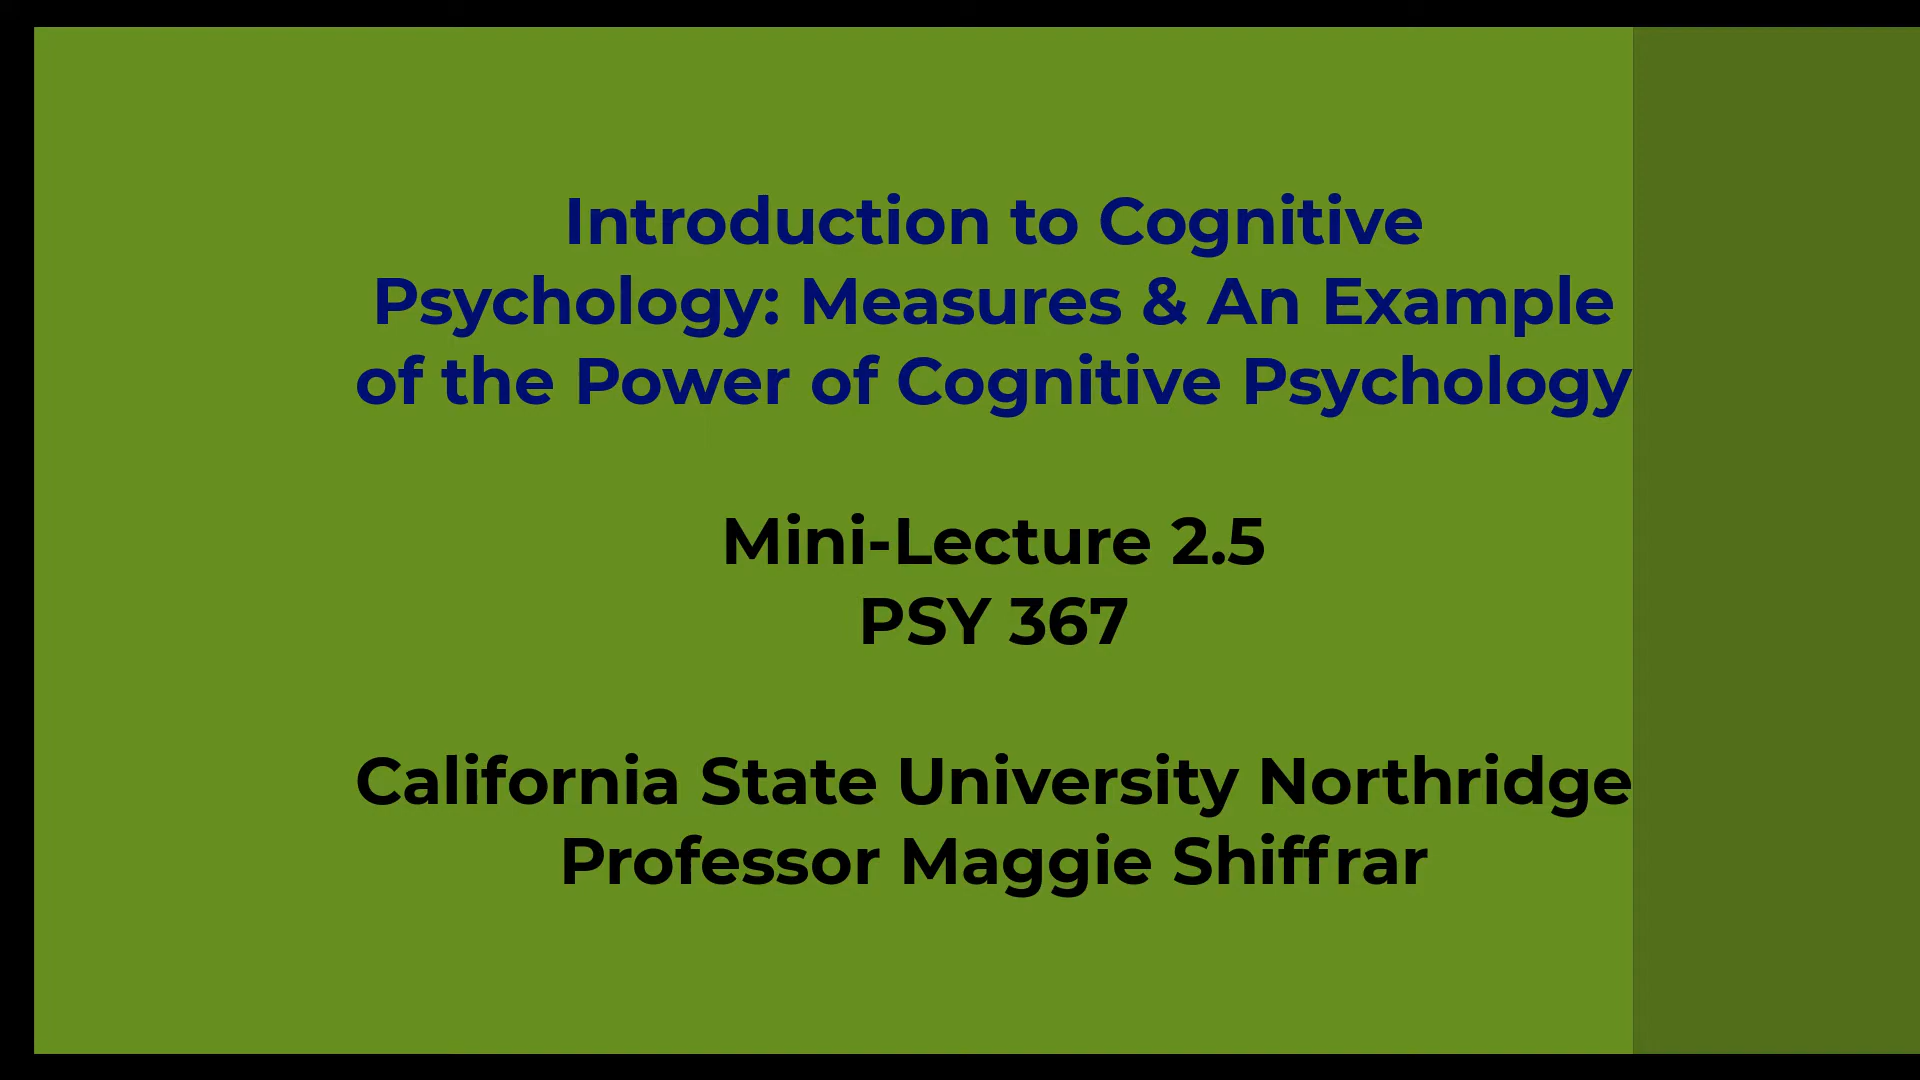 Introduction to Cognitive
Psychology: Measures & An Example
of the Power of Cognitive Psychology
Mini-Lecture 2.5
PSY 367
California State University Northridge
Professor Maggie Shiffrar